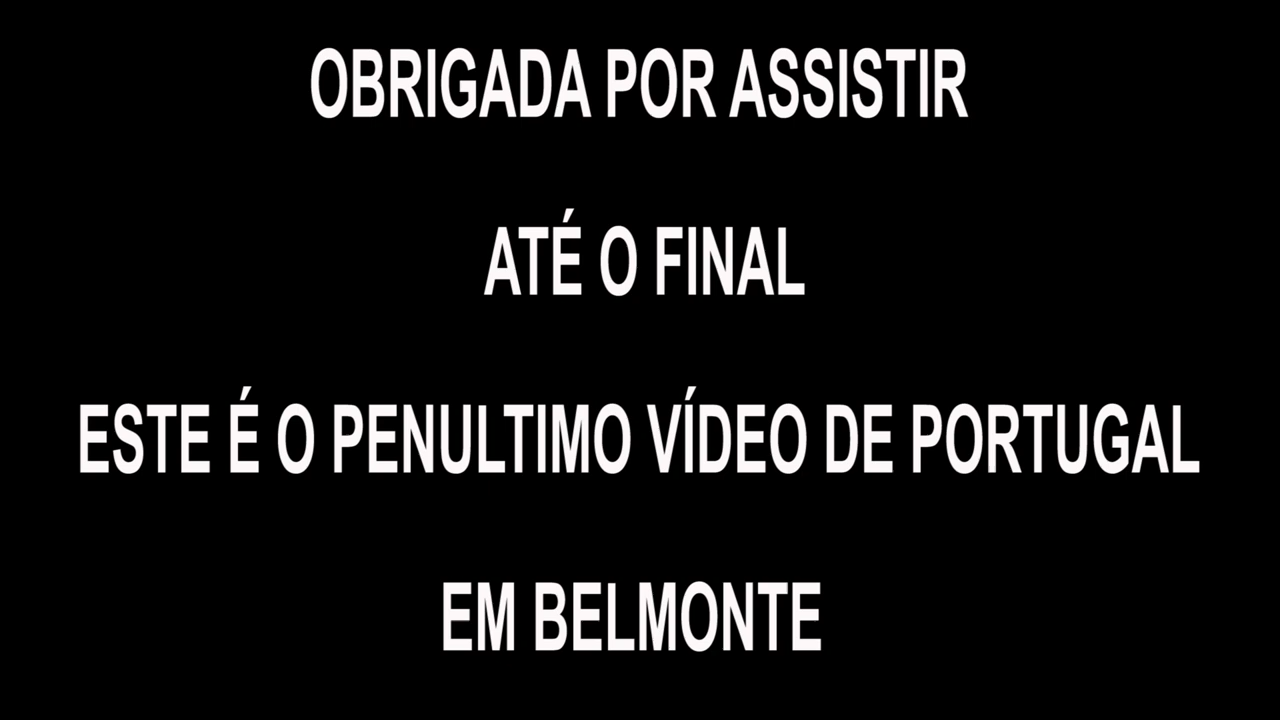 OBRIGADA POR ASSISTIR
ATÉ O FINAL
ESTE É O PENULTIMO VÍDEO DE PORTUGAL
EM BELMONTE